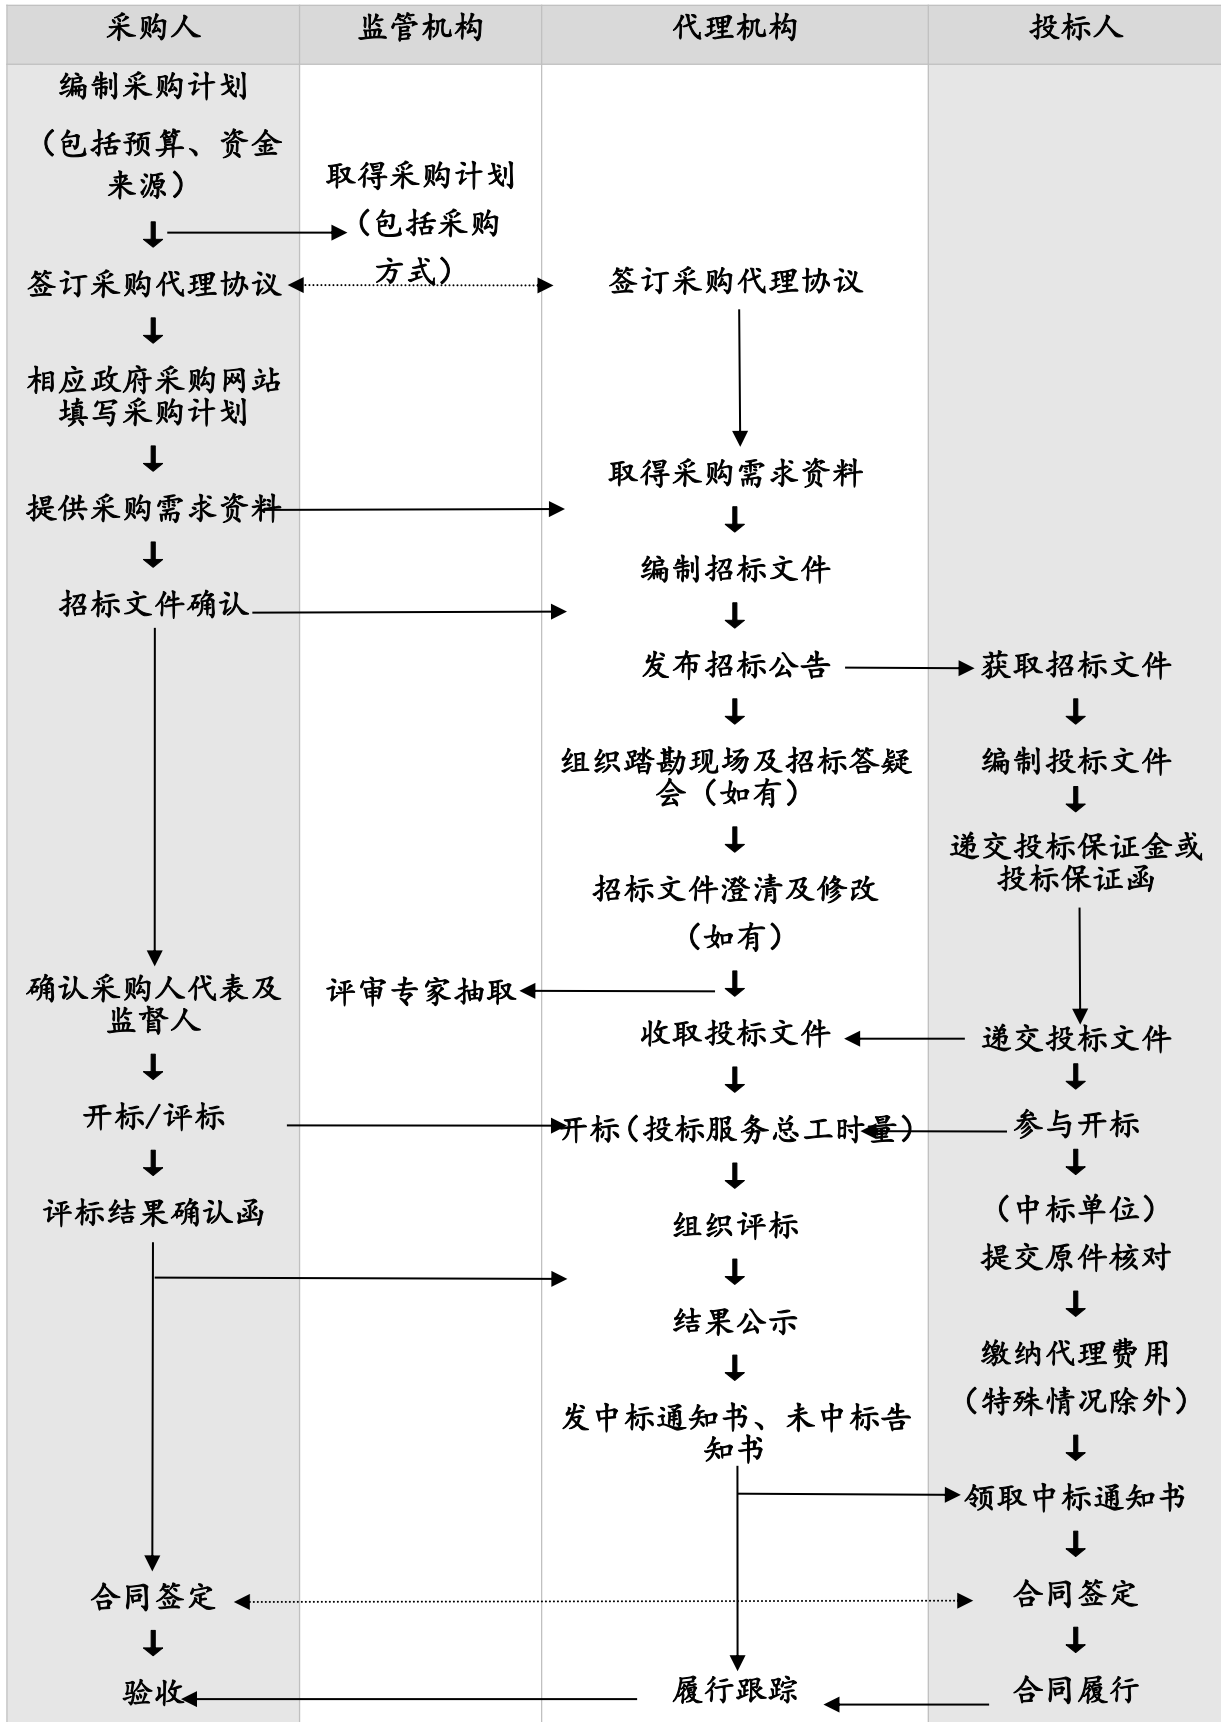 采购人
监管机构
代理机构
投标人
编制采购计划
（包括预算、资金
来源）
签订采购代理协议
相应政府采购网站
填写采购计划
提供采购需求资料
招标文件确认
确认采购人代表及
监督人
开标/评标
评标结果确认函
合同签定
验收
取得采购计划
（包括采购
方式）
评审专家抽取
签订采购代理协议
取得采购需求资料
编制招标文件
发布招标公告
组织踏勘现场及招标答疑
会（如有）
招标文件澄清及修改
（如有）
收取投标文件
开标（投标服务总工时量）
组织评标
结果公示
发中标通知书、未中标告
知书
履行跟踪
获取招标文件
编制投标文件
递交投标保证金或
投标保证函
递交投标文件
参与开标
（中标单位）
提交原件核对
缴纳代理费用
（特殊情况除外）
领取中标通知书
合同签定
合同履行